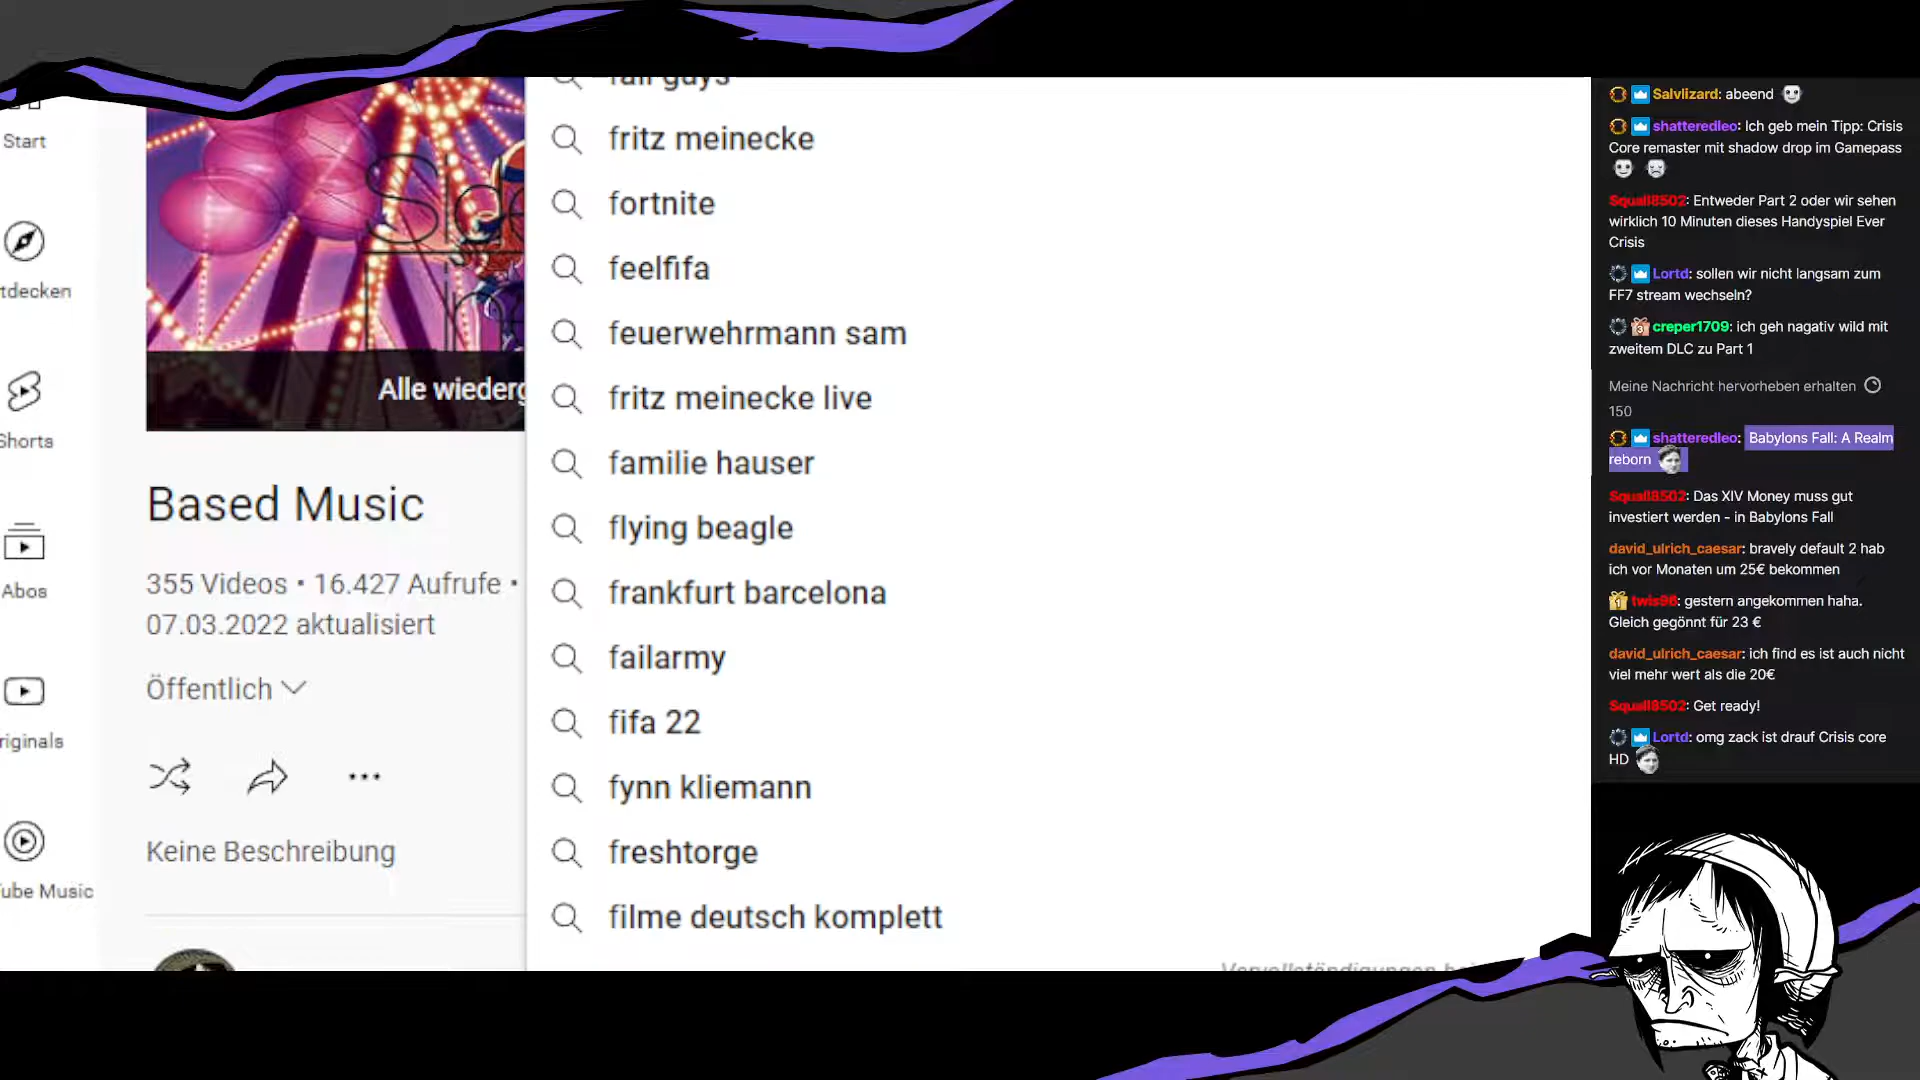 Start
tdecken
Shorts
Abos
riginals
ube Music
Side
In
Alle wiederg
Based Music
355 Videos • 16.427 Aufrufe •
07.03.2022 aktualisiert
Öffentlich
Keine Beschreibung
fall guys
fritz meinecke
fortnite
feelfifa
feuerwehrmann sam
fritz meinecke live
familie hauser
flying beagle
frankfurt barcelona
failarmy
fifa 22
fynn kliemann
freshtorge
filme deutsch komplett
Salvlizard: abeend
shatteredleo: Ich geb mein Tipp: Crisis
Core remaster mit shadow drop im Gamepass
Squall8502: Entweder Part 2 oder wir sehen
wirklich 10 Minuten dieses Handyspiel Ever
Crisis
Lortd: sollen wir nicht langsam zum
FF7 stream wechseln?
3 creper1709: ich geh nagativ wild mit
zweitem DLC zu Part 1
Meine Nachricht hervorheben erhalten
150
shatteredleo: Babylons Fall: A Realm
reborn
Squall8502: Das XIV Money muss gut
investiert werden - in Babylons Fall
david_ulrich_caesar: bravely default 2 hab
ich vor Monaten um 25€ bekommen
1 twis98: gestern angekommen haha.
Gleich gegönnt für 23 €
david_ulrich_caesar: ich find es ist auch nicht
viel mehr wert als die 20€
Squall8502: Get ready!
Lortd: omg zack ist drauf Crisis core
HD